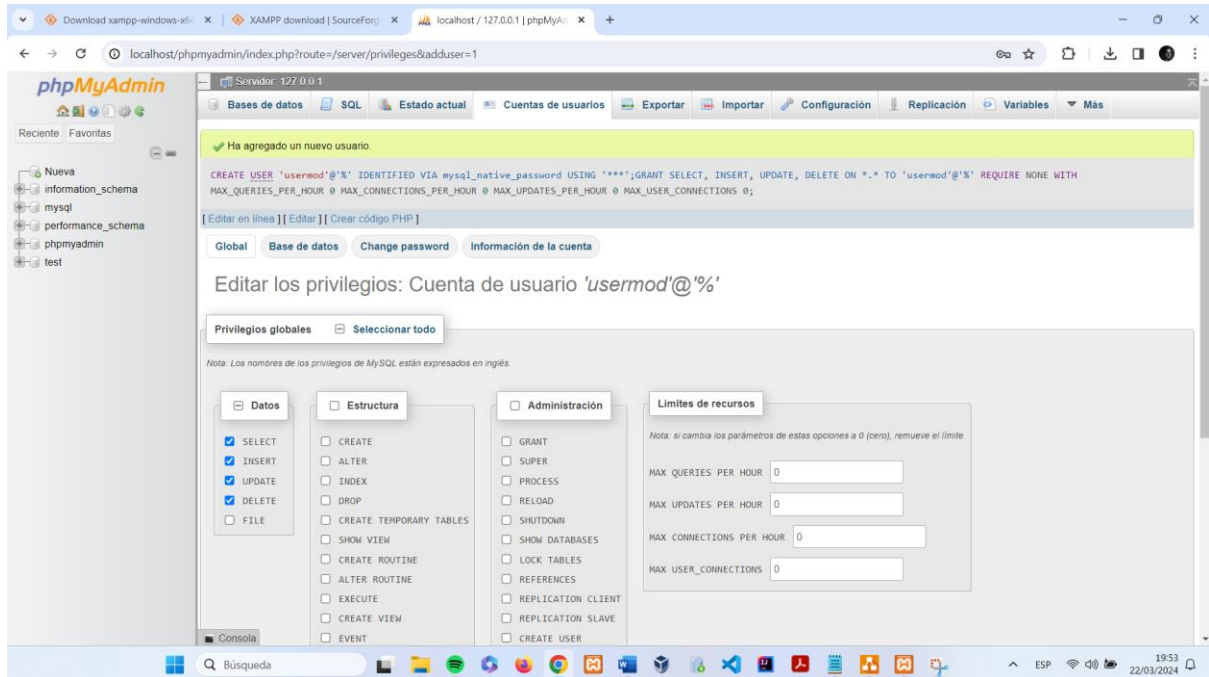 Download xampp-windows-x64
XAMPP download | SourceForg
localhost / 127.0.0.1 | phpMyAd
localhost/phpmyadmin/index.php?route=/server/privileges&adduser=1
phpMyAdmin
Reciente Favoritas
Nueva
information_schema
mysql
performance_schema
phpmyadmin
test
Servidor: 127.0.0.1
Bases de datos SQL Estado actual Cuentas de usuarios Exportar Importar Configuración Replicación Variables Más
Ha agregado un nuevo usuario.
CREATE USER 'usermod'@'%' IDENTIFIED VIA mysql_native_password USING '***';GRANT SELECT, INSERT, UPDATE, DELETE ON *.* TO 'usermod'@'%' REQUIRE NONE WITH
MAX_QUERIES_PER_HOUR 0 MAX_CONNECTIONS_PER_HOUR 0 MAX_UPDATES_PER_HOUR 0 MAX_USER_CONNECTIONS 0;
[ Editar en línea ] [ Editar ] [ Crear código PHP ]
Global Base de datos Change password Información de la cuenta
Editar los privilegios: Cuenta de usuario 'usermod'@'%'
Privilegios globales Seleccionar todo
Nota: Los nombres de los privilegios de MySQL están expresados en inglés.
Datos
SELECT
INSERT
UPDATE
DELETE
FILE
Estructura
CREATE
ALTER
INDEX
DROP
CREATE TEMPORARY TABLES
SHOW VIEW
CREATE ROUTINE
ALTER ROUTINE
EXECUTE
CREATE VIEW
EVENT
Administración
GRANT
SUPER
PROCESS
RELOAD
SHUTDOWN
SHOW DATABASES
LOCK TABLES
REFERENCES
REPLICATION CLIENT
REPLICATION SLAVE
CREATE USER
Limites de recursos
Nota: si cambia los parámetros de estas opciones a 0 (cero), remueve el límite.
MAX QUERIES PER HOUR 0
MAX UPDATES PER HOUR 0
MAX CONNECTIONS PER HOUR 0
MAX USER_CONNECTIONS 0
Consola
Búsqueda
ESP
19:53
22/03/2024